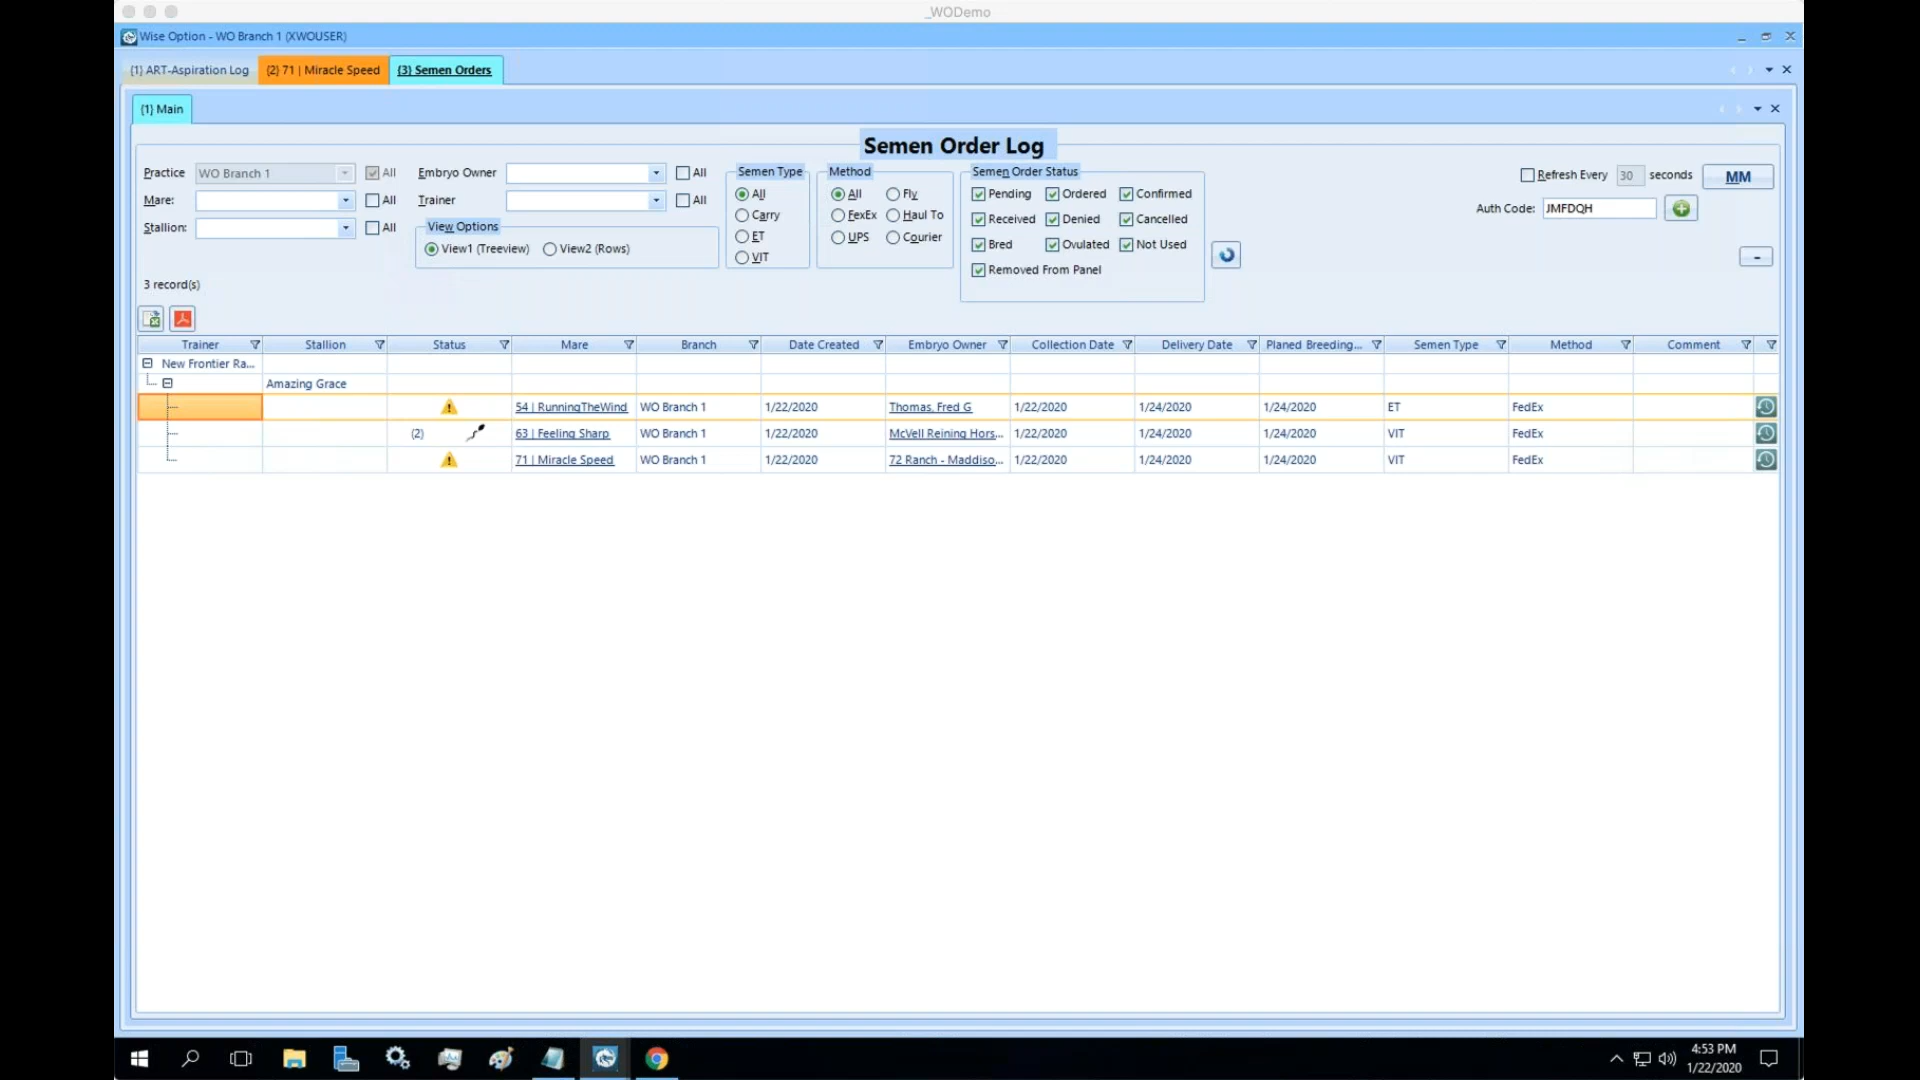 _WODemo
Wise Option - WO Branch 1 (XWOUSER)
{1} ART-Aspiration Log {2} 71 | Miracle Speed {3} Semen Orders
{1} Main
Semen Order Log
Practice WO Branch 1 All Embryo Owner All Semen Type Method Semen Order Status Refresh Every 30 seconds MM
All All Fly Pending Ordered Confirmed
Mare: All Trainer All Auth Code: JMFDQH
Carry FexEx Haul To Received Denied Cancelled
Stallion: All View Options
ET UPS Courier Bred Ovulated Not Used
View1 (Treeview) View2 (Rows)
VIT -
Removed From Panel
3 record(s)
Trainer Stallion Status Mare Branch Date Created Embryo Owner Collection Date Delivery Date Planed Breeding... Semen Type Method Comment
New Frontier Ra...
Amazing Grace
54 | RunningTheWind WO Branch 1 1/22/2020 Thomas, Fred G 1/22/2020 1/24/2020 1/24/2020 ET FedEx
(2) 63 | Feeling Sharp WO Branch 1 1/22/2020 McVell Reining Hors... 1/22/2020 1/24/2020 1/24/2020 VIT FedEx
71 | Miracle Speed WO Branch 1 1/22/2020 72 Ranch - Maddiso... 1/22/2020 1/24/2020 1/24/2020 VIT FedEx
4:53 PM
1/22/2020